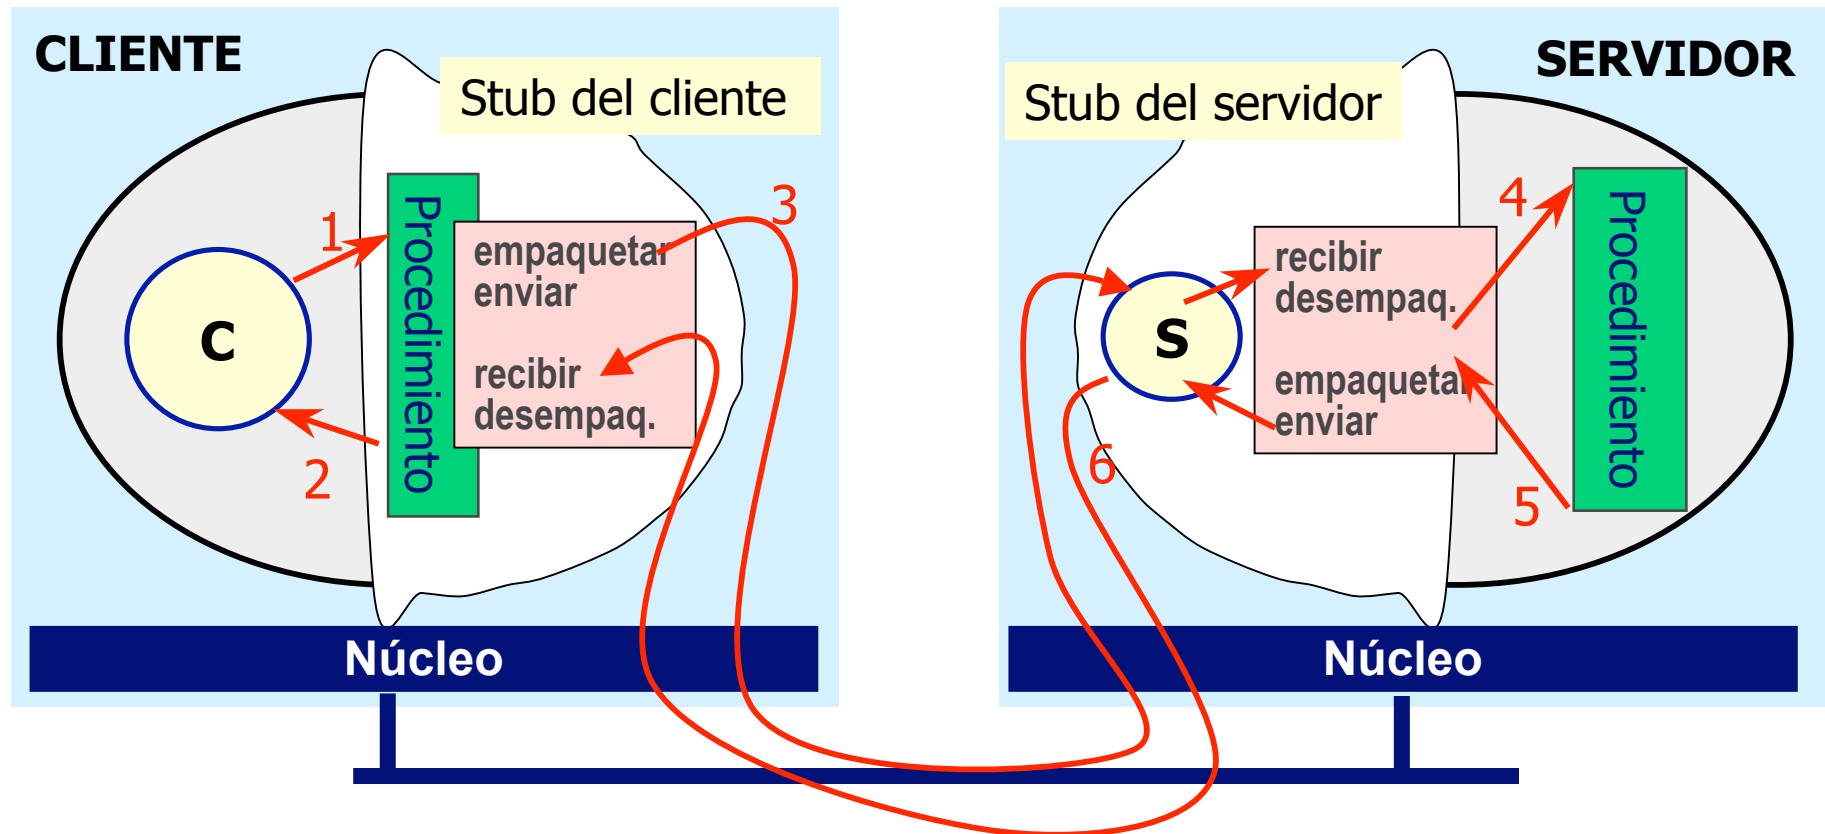 CLIENTE
Stub del cliente
1
Procedimiento
empaquetar
enviar
3
C
recibir
desempaq.
2
Núcleo
SERVIDOR
Stub del servidor
4
Procedimiento
recibir
desempaq.
S
empaquetar
enviar
6
5
Núcleo